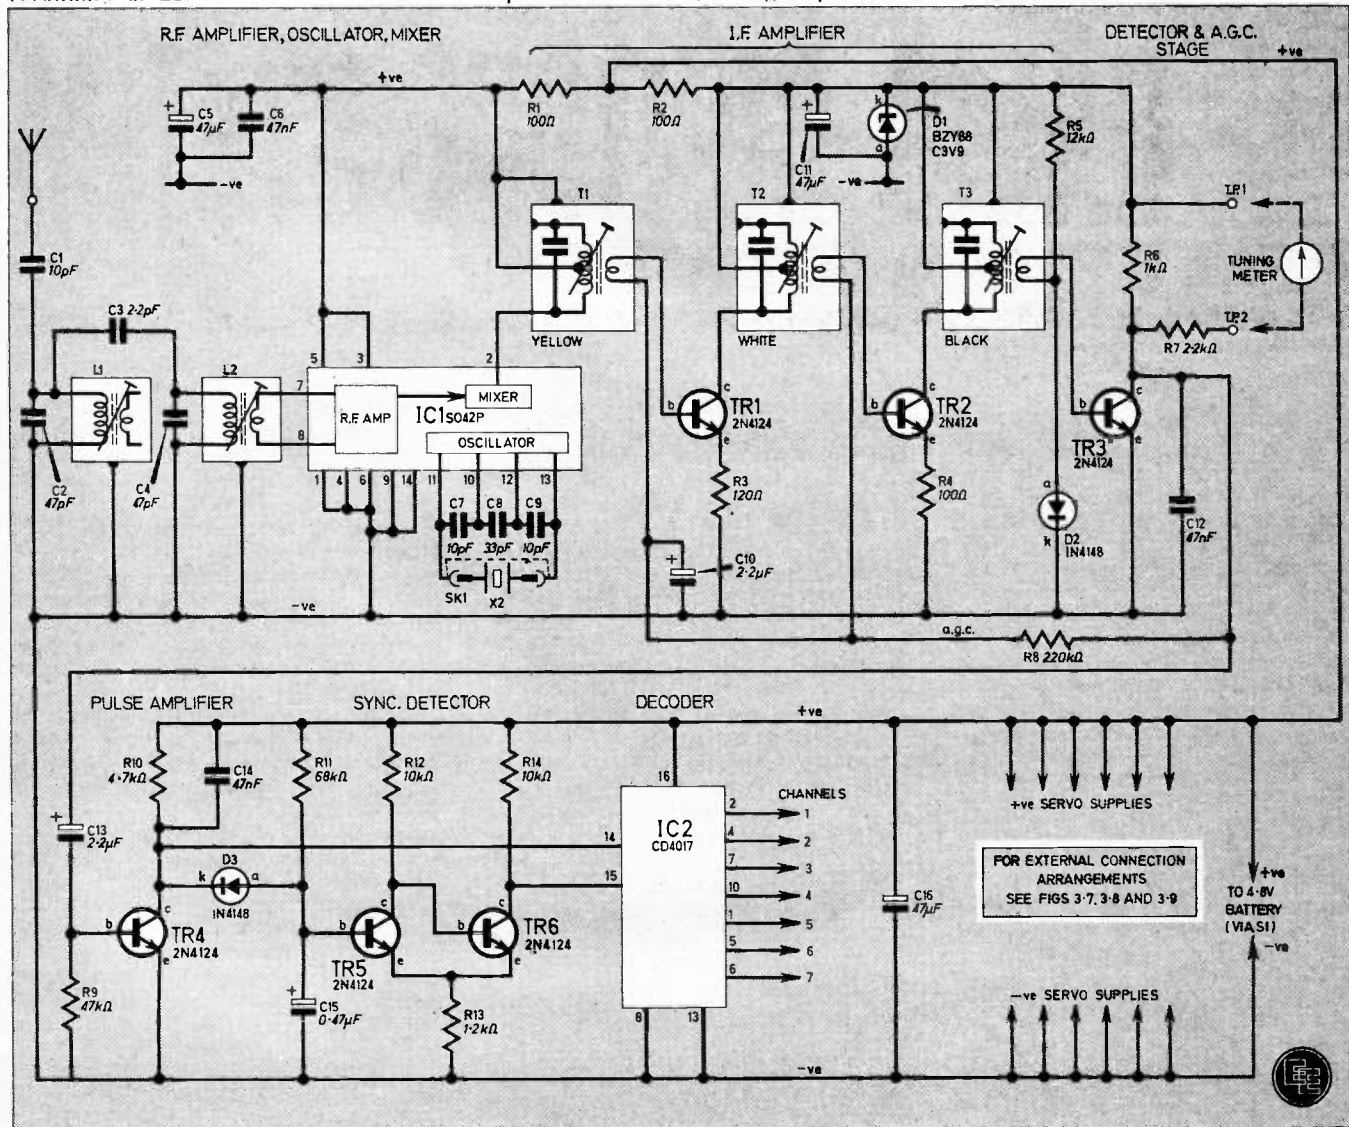 R.F. AMPLIFIER, OSCILLATOR, MIXER
I.F. AMPLIFIER
DETECTOR & A.G.C.
STAGE
+ve
+ve
+
C5
47µF
C6
47nF
-ve
R1
100Ω
R2
100Ω
+
C11
47µF
k
a
D1
BZY88
C3V9
-ve
R5
12kΩ
T.P.1
R6
1kΩ
TUNING
METER
T.P.2
R7 2·2kΩ
C1
10pF
C3 2·2pF
T1
T2
T3
YELLOW
WHITE
BLACK
L1
L2
C2
47pF
C4
47pF
5
3
2
7
8
R.F. AMP
MIXER
IC1 SO42P
OSCILLATOR
1
4
6
9
14
11
10
12
13
C7
10pF
C8
33pF
C9
10pF
SK1
X2
b
c
e
TR1
2N4124
R3
120Ω
b
c
e
TR2
2N4124
R4
100Ω
b
c
e
TR3
2N4124
a
k
D2
IN4148
C12
47nF
+
C10
2·2µF
-ve
a.g.c.
R8 220kΩ
PULSE AMPLIFIER
SYNC. DETECTOR
DECODER
+ve
R10
4·7kΩ
C14
47nF
R11
68kΩ
R12
10kΩ
R14
10kΩ
16
+
C13
2·2µF
D3
k
a
IN4148
14
15
IC2
CD4017
2
4
7
10
1
5
6
CHANNELS
1
2
3
4
5
6
7
8
13
b
c
e
TR4
2N4124
b
c
e
TR5
2N4124
b
c
e
TR6
2N4124
R9
47kΩ
+
C15
0·47µF
R13
1·2kΩ
+
C16
47µF
+ve SERVO SUPPLIES
FOR EXTERNAL CONNECTION
ARRANGEMENTS
SEE FIGS 3·7, 3·8 AND 3·9
+ve
TO 4·8V
BATTERY
(VIA S1)
-ve
-ve SERVO SUPPLIES
-ve